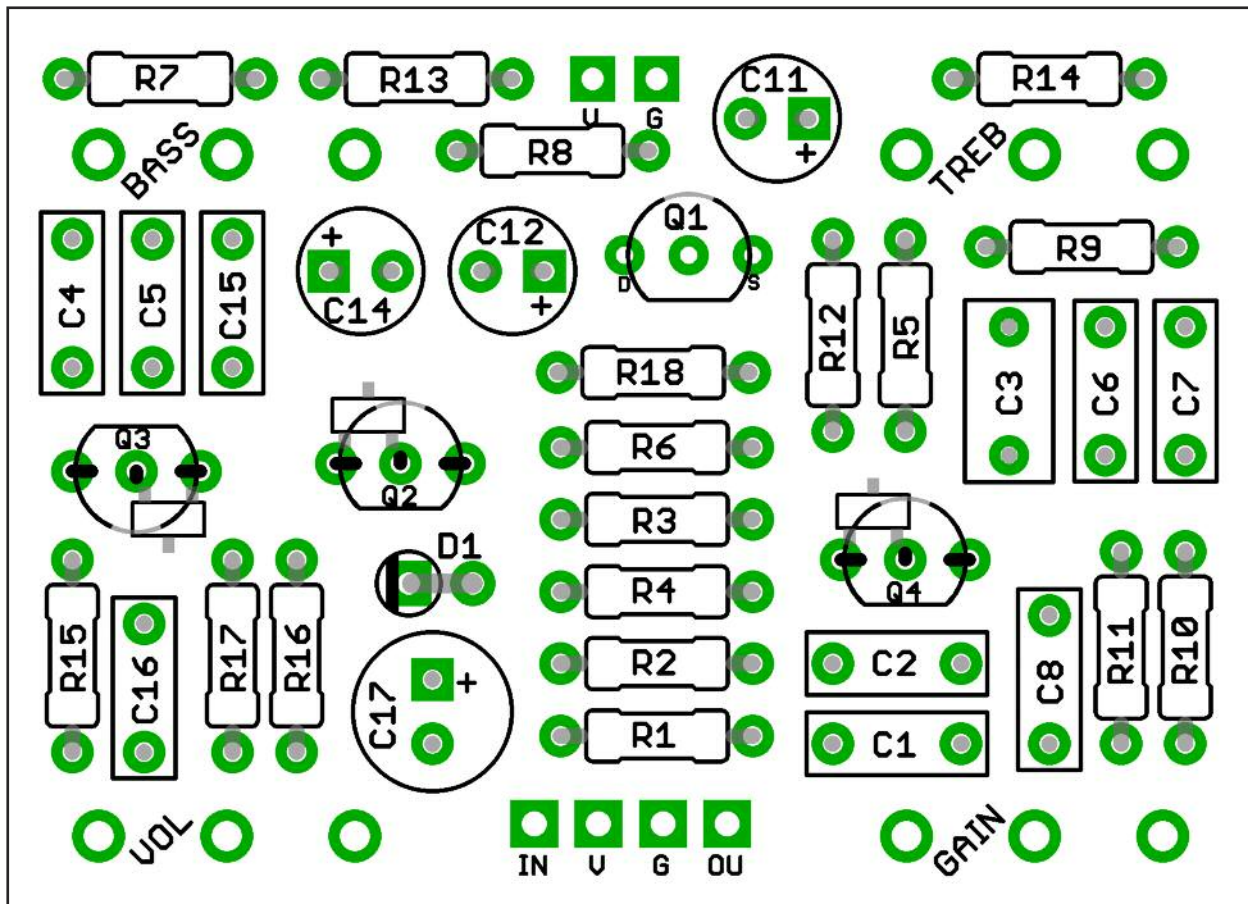 R7
R13
V
G
C11
+
R14
BASS
R8
TREB
C4
C5
C15
+
C14
C12
+
Q1
D
S
R12
R5
R9
C3
C6
C7
R18
R6
Q3
Q2
R3
D1
R4
Q4
R15
C16
R17
R16
C17
+
R2
R1
C2
C1
C8
R11
R10
VOL
IN
V
G
OU
GAIN